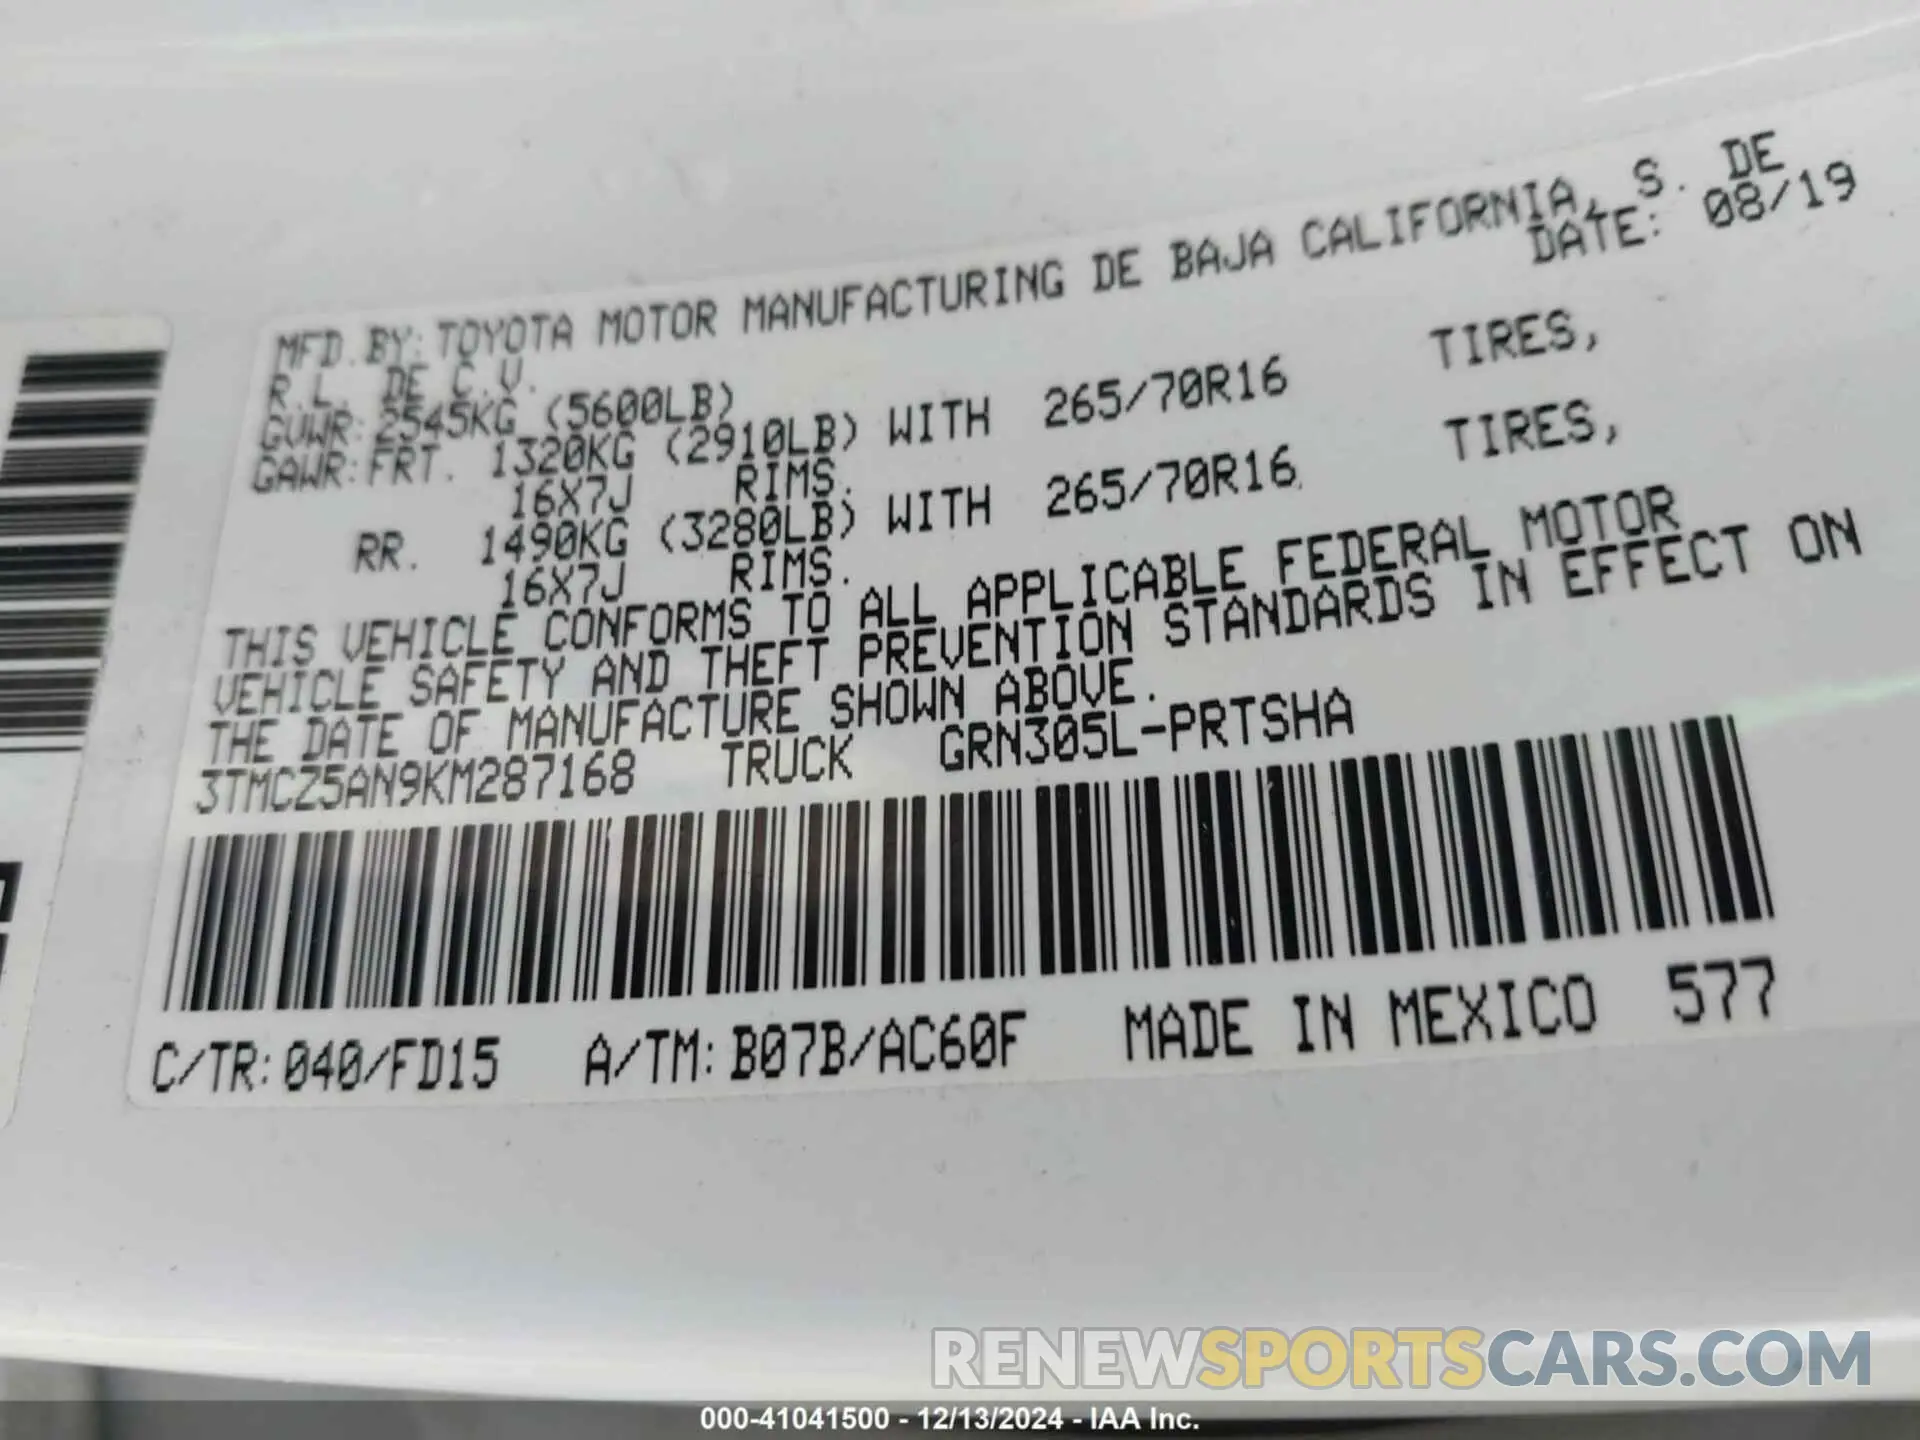 MFD. BY: TOYOTA MOTOR MANUFACTURING DE BAJA CALIFORNIA, S. DE
R.L. DE C.V. DATE: 08/19
GVWR: 2545KG (5600LB)
GAWR: FRT. 1320KG (2910LB) WITH 265/70R16 TIRES,
16X7J RIMS.
RR. 1490KG (3280LB) WITH 265/70R16 TIRES,
16X7J RIMS.
THIS VEHICLE CONFORMS TO ALL APPLICABLE FEDERAL MOTOR
VEHICLE SAFETY AND THEFT PREVENTION STANDARDS IN EFFECT ON
THE DATE OF MANUFACTURE SHOWN ABOVE.
3TMCZ5AN9KM287168 TRUCK GRN305L-PRTSHA
C/TR: 040/FD15 A/TM: B07B/AC60F MADE IN MEXICO 577
RENEWSPORTSCARS.COM
000-41041500 - 12/13/2024 - IAA Inc.